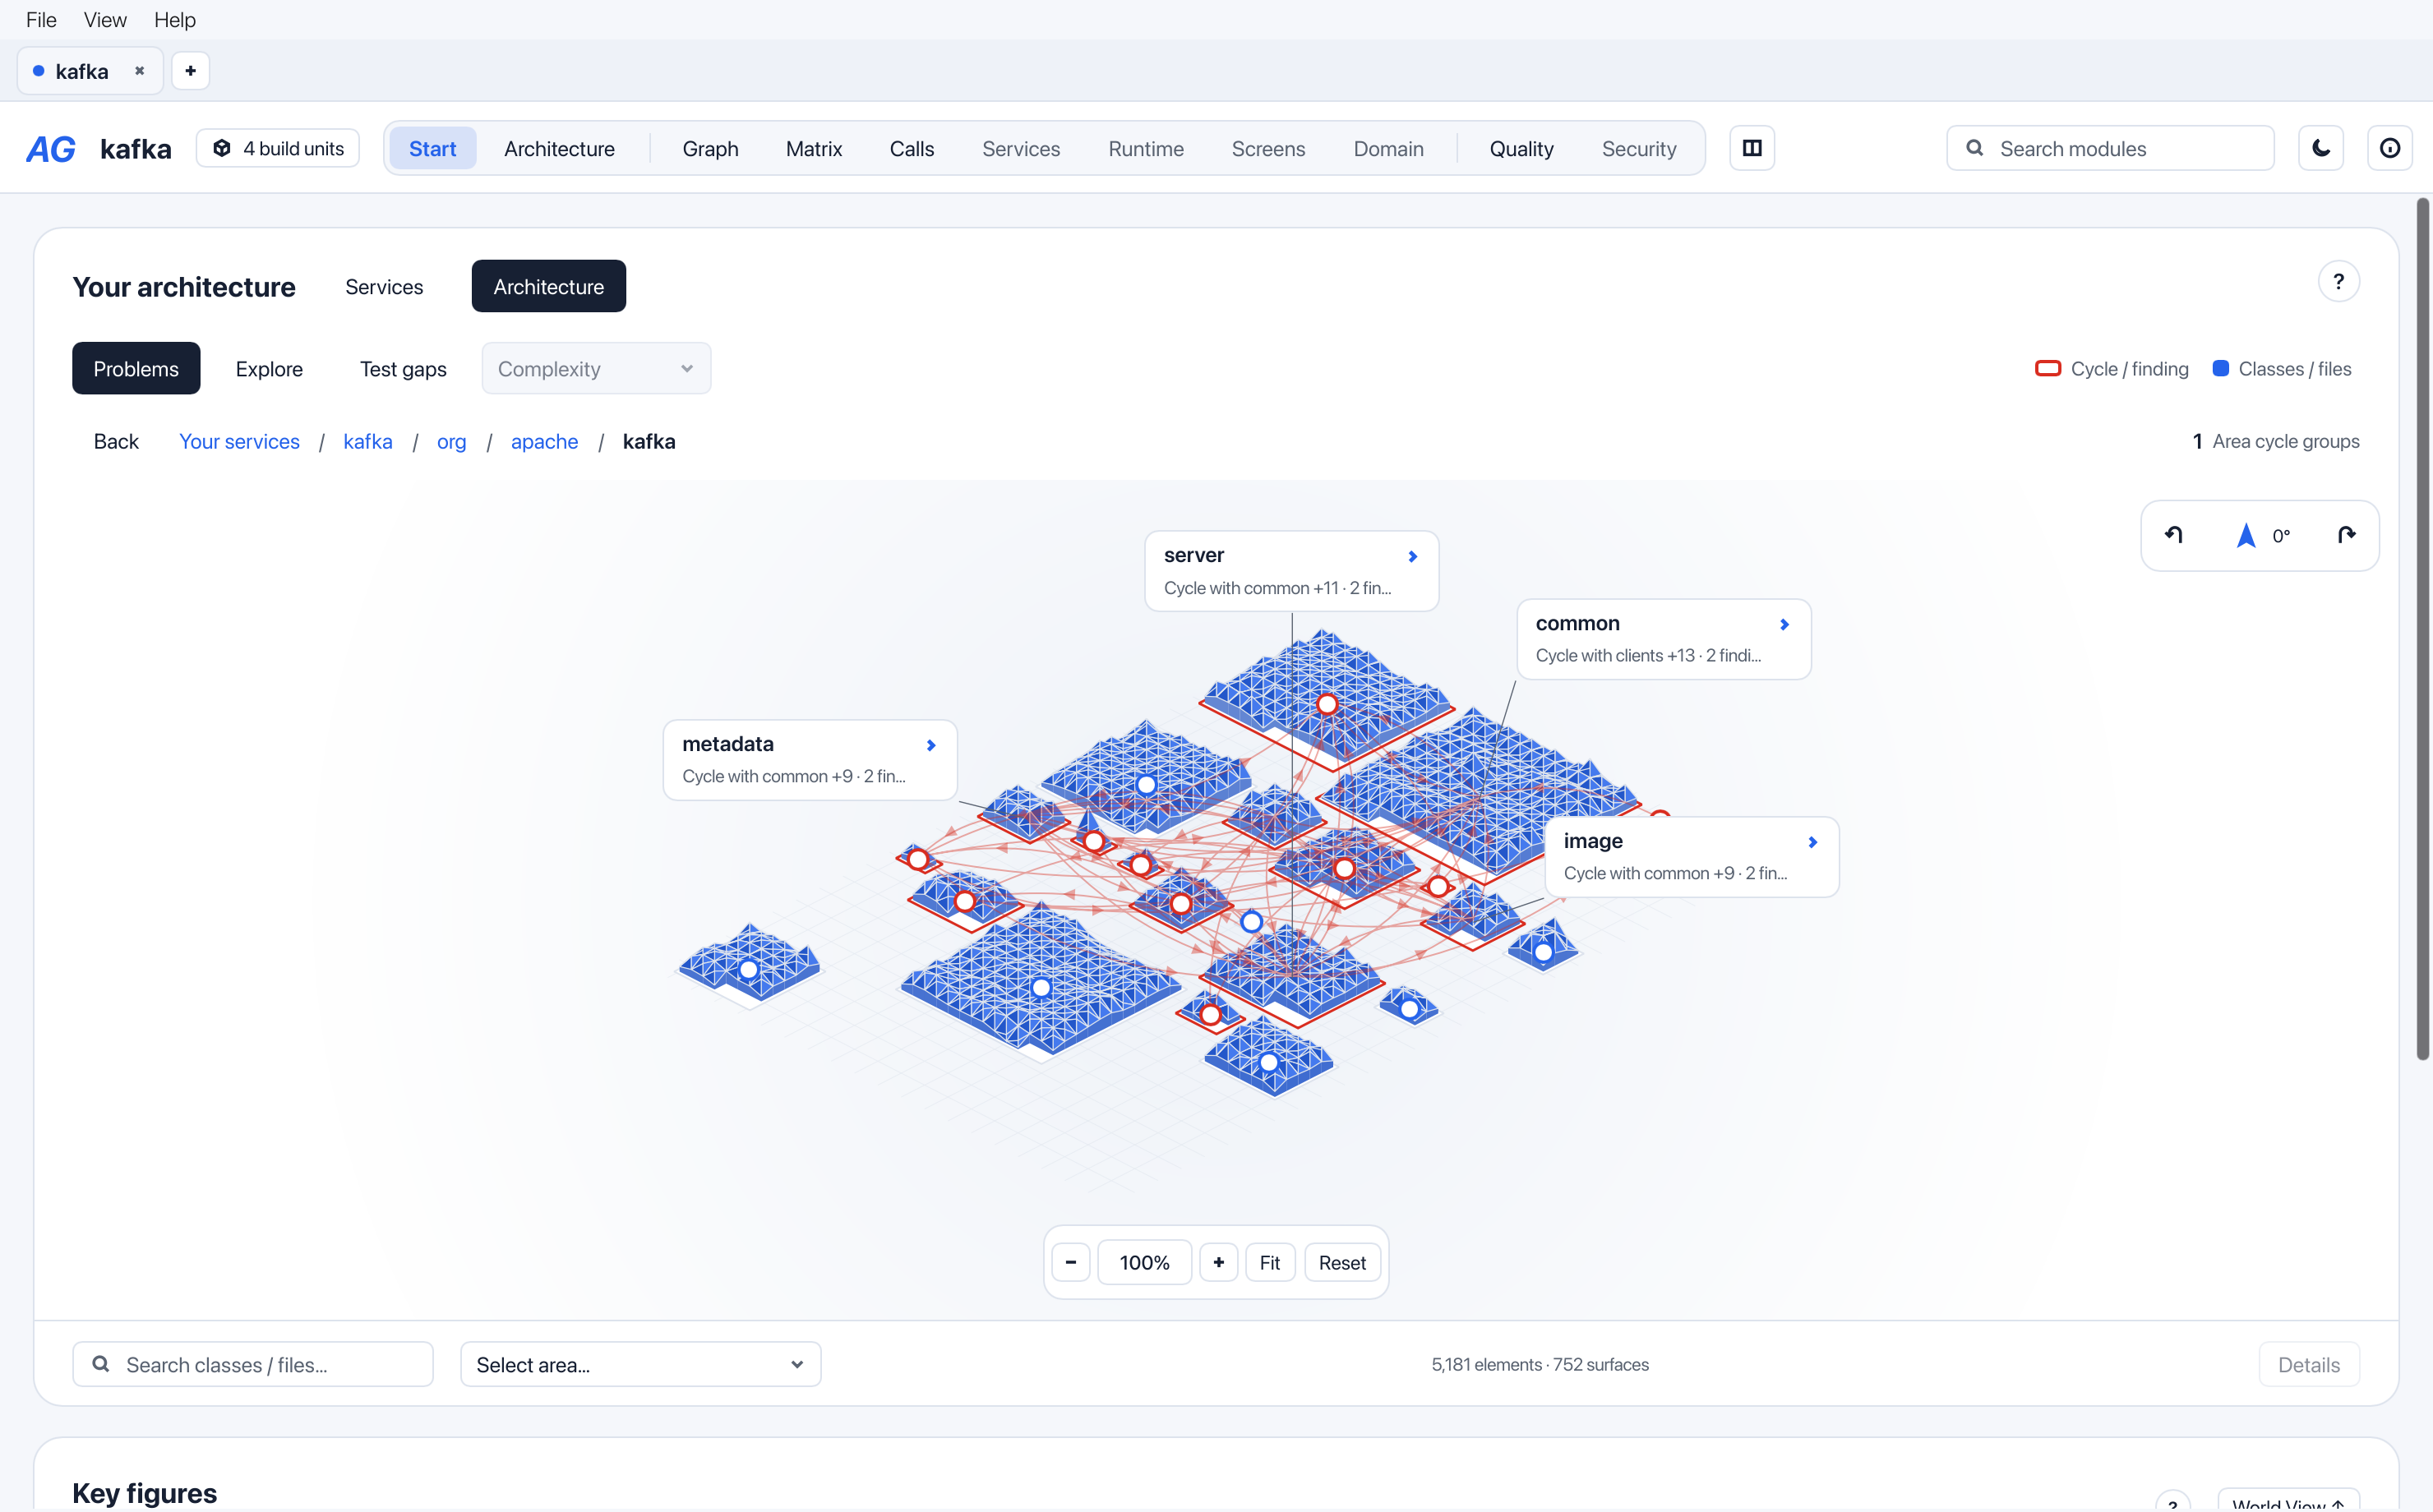 File View Help
kafka
AG kafka 4 build units Start Architecture Graph Matrix Calls Services Runtime Screens Domain Quality Security Search modules
Your architecture Services Architecture ?
Problems Explore Test gaps Complexity Cycle / finding Classes / files
Back Your services / kafka / org / apache / kafka 1 Area cycle groups
0°
server
Cycle with common +11 · 2 fin...
common
Cycle with clients +13 · 2 findi...
metadata
Cycle with common +9 · 2 fin...
image
Cycle with common +9 · 2 fin...
− 100% + Fit Reset
Search classes / files... Select area... 5,181 elements · 752 surfaces Details
Key figures ? World View ↑